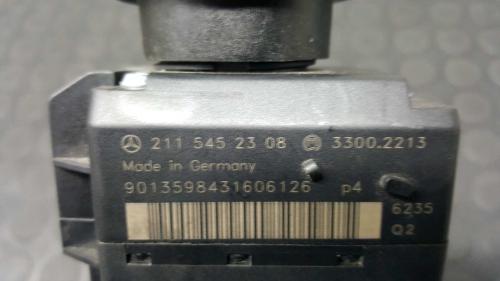 211 545 23 08 3300.2213
Made in Germany
9013598431606126 p4
6235
Q2